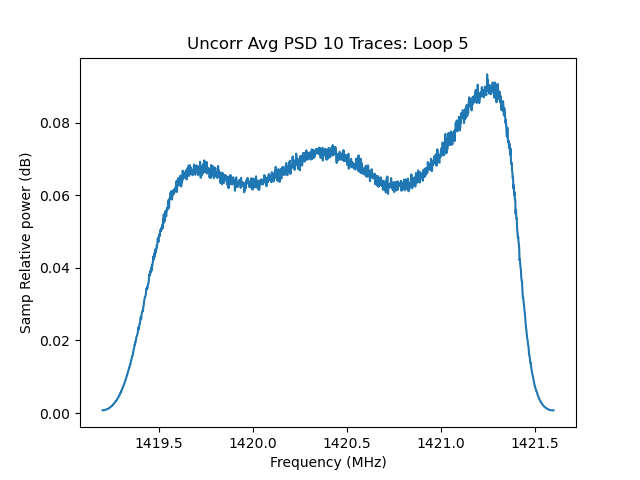 Uncorr Avg PSD 10 Traces: Loop 5
Samp Relative power (dB)
0.08
0.06
0.04
0.02
0.00
1419.5 1420.0 1420.5 1421.0 1421.5
Frequency (MHz)